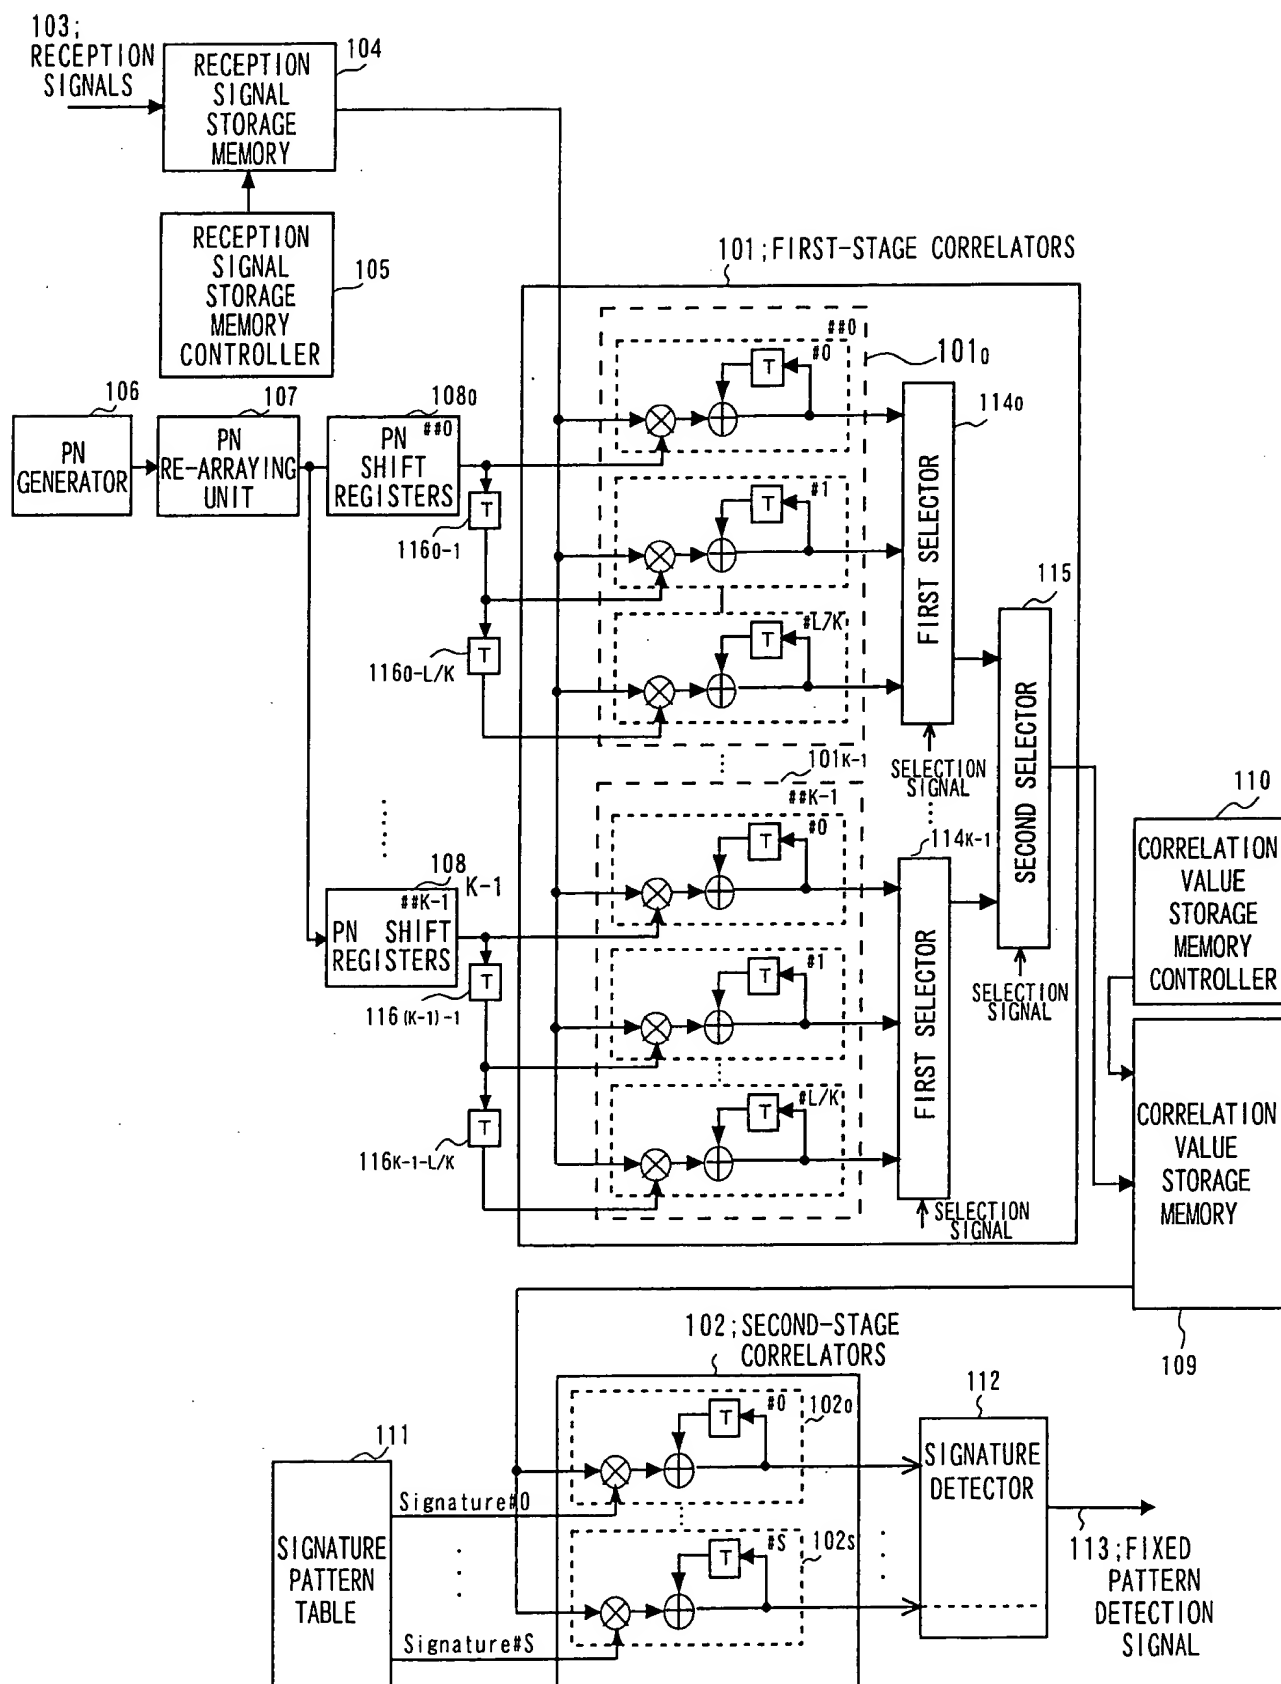 103;
RECEPTION
SIGNALS
104
RECEPTION
SIGNAL
STORAGE
MEMORY
RECEPTION
SIGNAL
STORAGE
MEMORY
CONTROLLER
105
101;FIRST-STAGE CORRELATORS
106
PN
GENERATOR
107
PN
RE-ARRAYING
UNIT
1080
##0
PN
SHIFT
REGISTERS
T
1160-1
T
1160-L/K
##0
1010
#0
T
#1
T
#L/K
T
1140
FIRST SELECTOR
SELECTION
SIGNAL
115
SECOND SELECTOR
SELECTION
SIGNAL
101K-1
##K-1
#0
T
#1
T
#L/K
T
114K-1
FIRST SELECTOR
SELECTION
SIGNAL
108 K-1
##K-1
PN SHIFT
REGISTERS
T
116(K-1)-1
T
116K-1-L/K
110
CORRELATION
VALUE
STORAGE
MEMORY
CONTROLLER
CORRELATION
VALUE
STORAGE
MEMORY
109
102;SECOND-STAGE
CORRELATORS
111
SIGNATURE
PATTERN
TABLE
Signature#0
Signature#S
#0
1020
T
#S
102S
T
112
SIGNATURE
DETECTOR
113;FIXED
PATTERN
DETECTION
SIGNAL